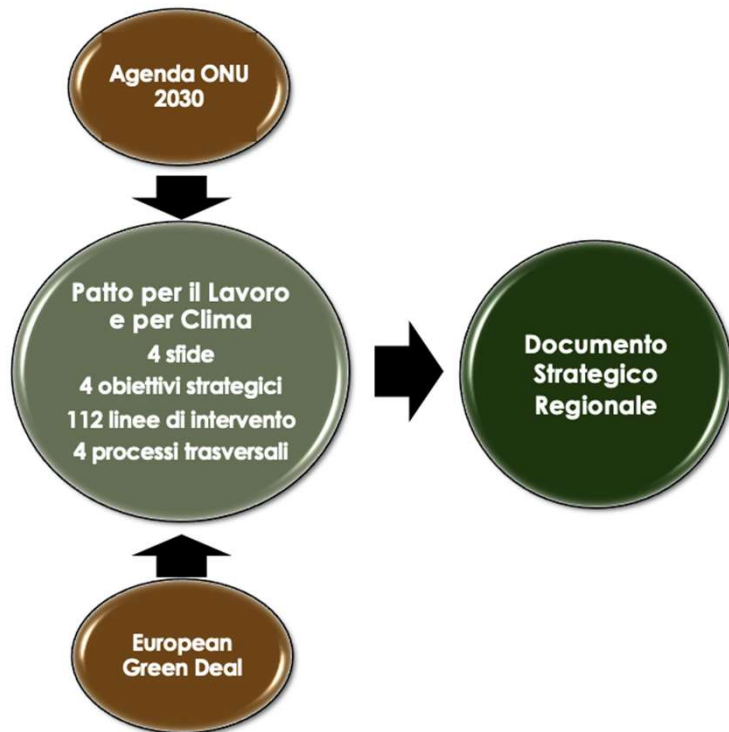 Agenda ONU
2030
Patto per il Lavoro
e per Clima
4 sfide
4 obiettivi strategici
112 linee di intervento
4 processi trasversali
Documento
Strategico
Regionale
European
Green Deal